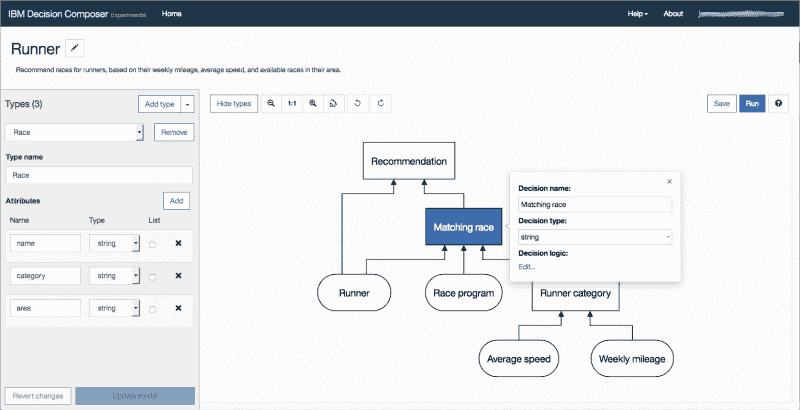 IBM Decision Composer Experimental Home Help About
Runner
Recommend races for runners, based on their weekly mileage, average speed, and available races in their area.
Types (3) Add type
Hide types 1:1 Save Run ?
Race Remove
Type name
Race
Attributes Add
Name Type List
name string
category string
area string
Revert changes Update model
Recommendation
Matching race
Runner Race program Runner category
Average speed Weekly mileage
Decision name:
Matching race
Decision type:
string
Decision logic:
Edit...